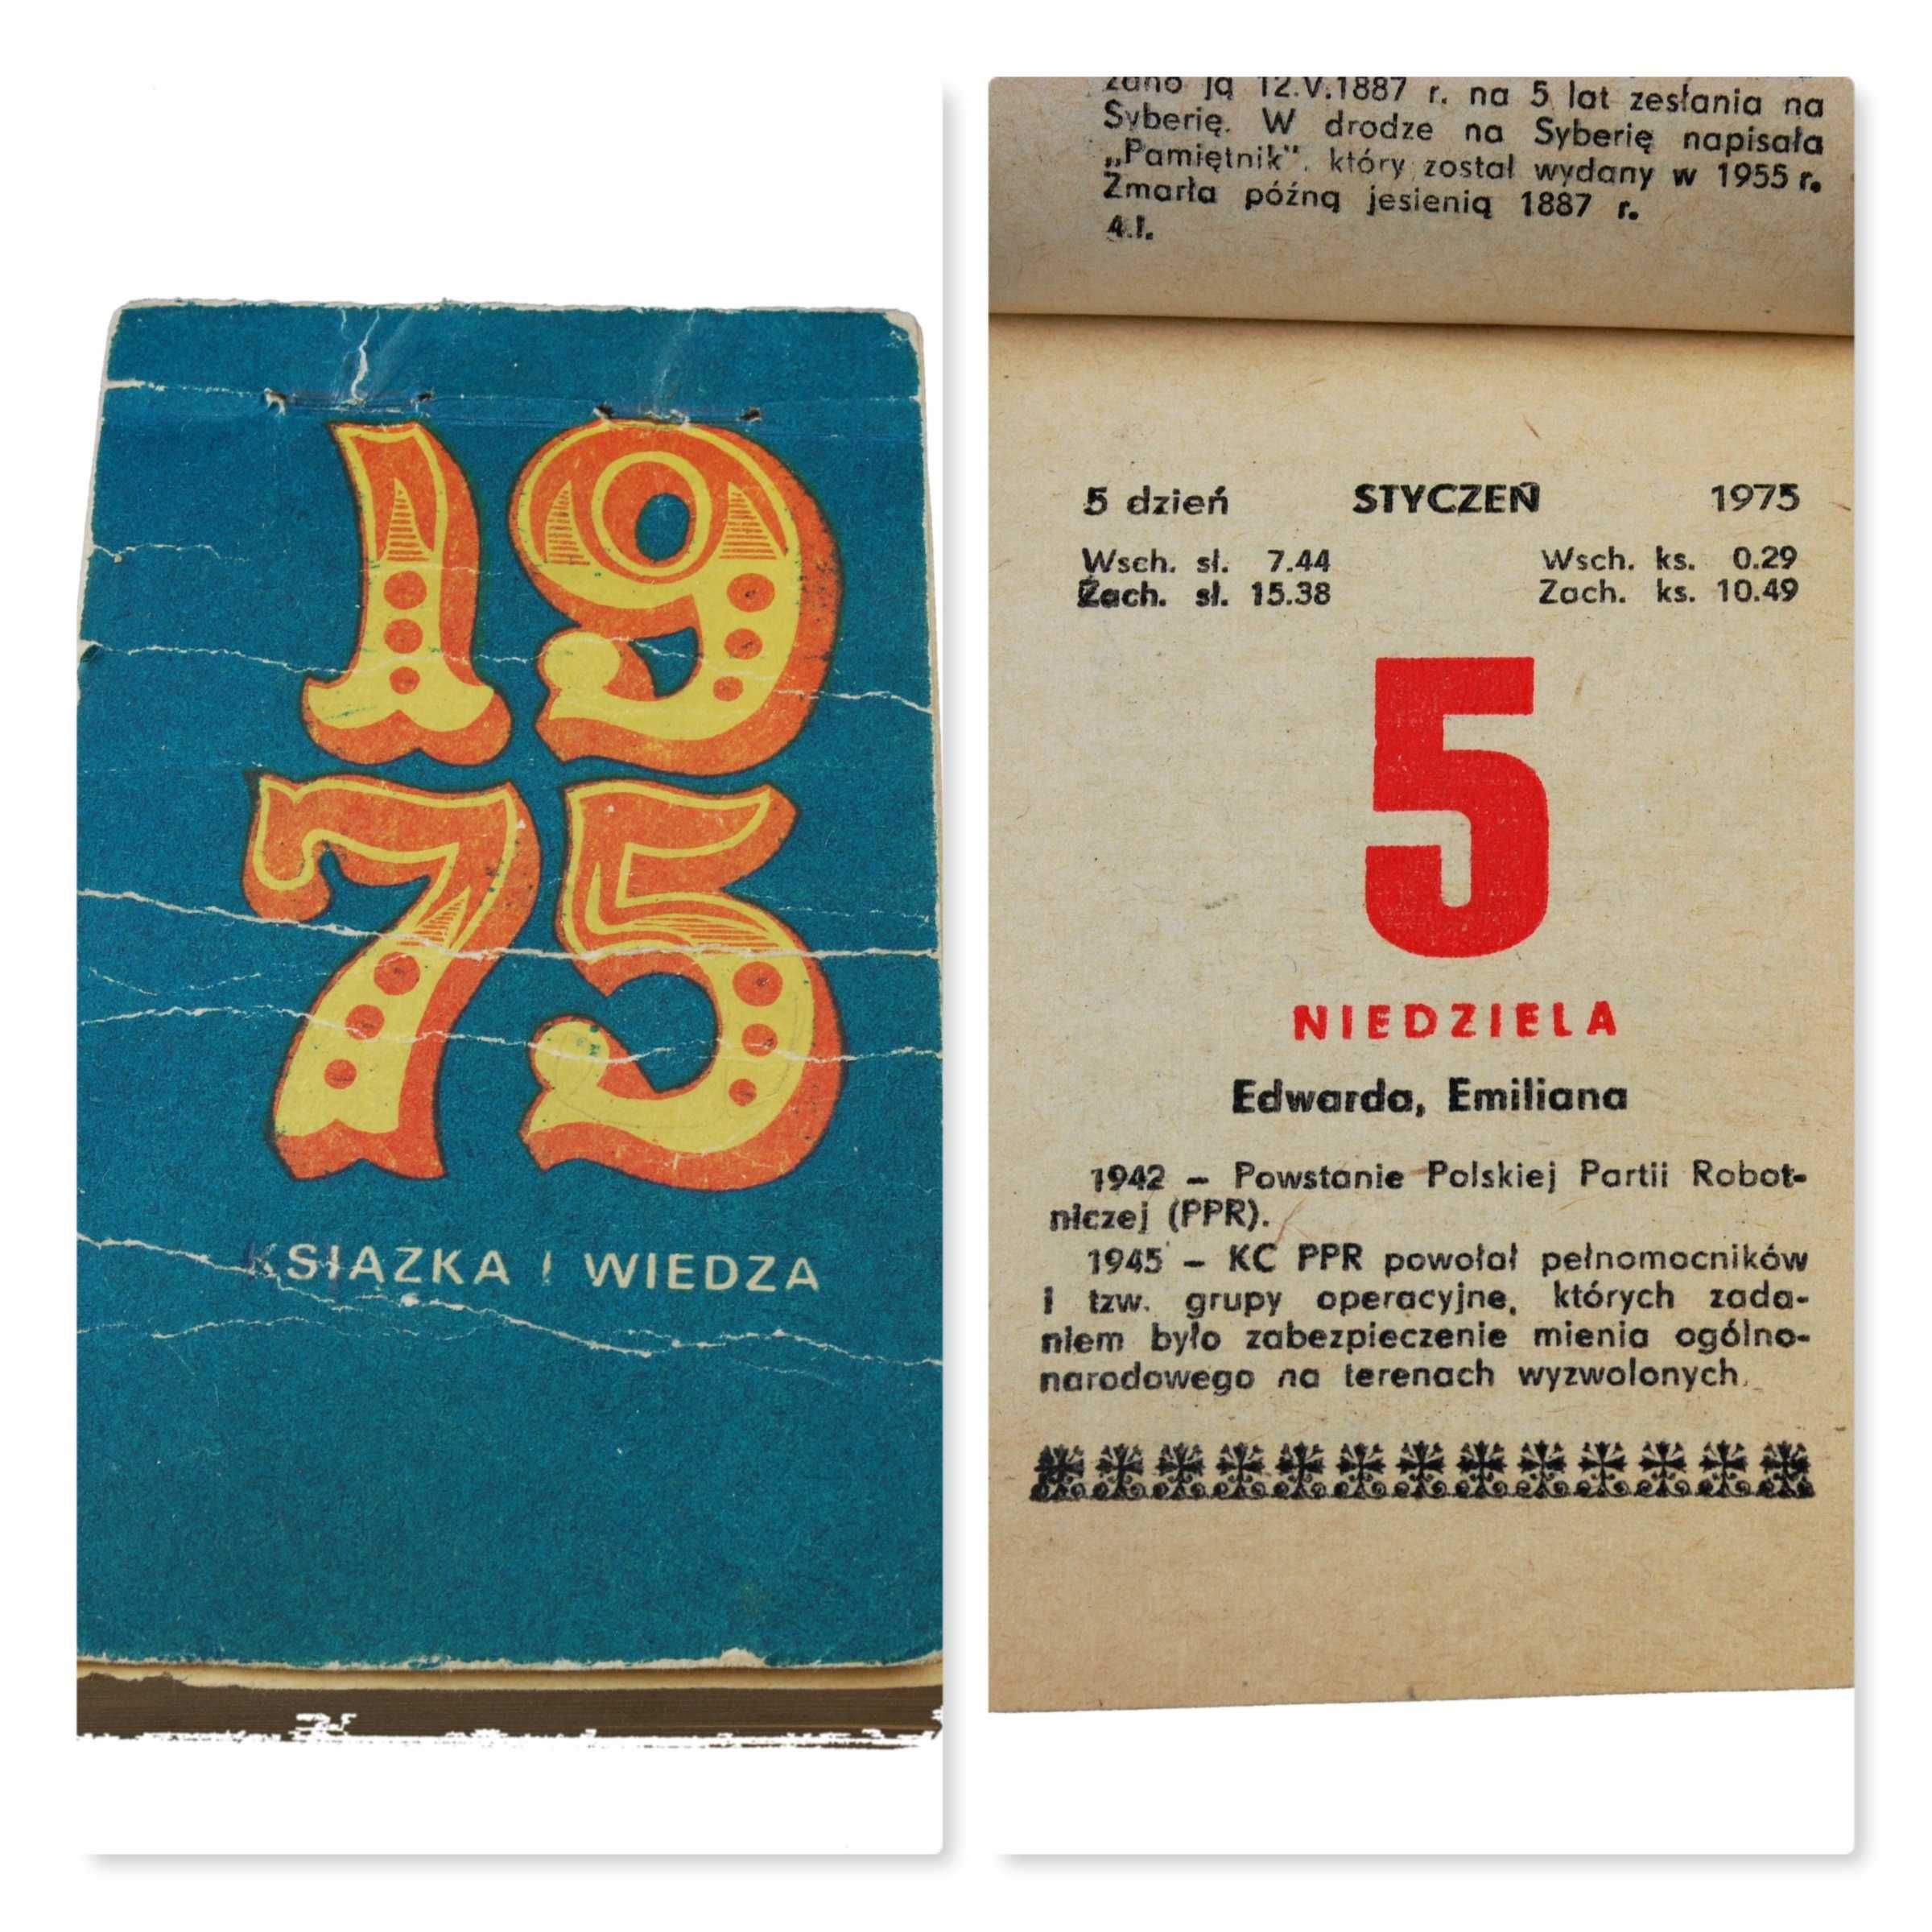 19
75
KSIAZKA I WIEDZA
zano ją 12.V.1887 r. na 5 lat zesłania na
Syberię. W drodze na Syberię napisała
„Pamiętnik", który został wydany w 1955 r.
Zmarła późną jesienią 1887 r.
4.I.
5 dzień STYCZEŃ 1975
Wsch. sł. 7.44 Wsch. ks. 0.29
Zach. sł. 15.38 Zach. ks. 10.49
5
NIEDZIELA
Edwarda, Emiliana
1942 – Powstanie Polskiej Partii Robot-
niczej (PPR).
1945 – KC PPR powołał pełnomocników
i tzw. grupy operacyjne, których zada-
niem było zabezpieczenie mienia ogólno-
narodowego na terenach wyzwolonych.